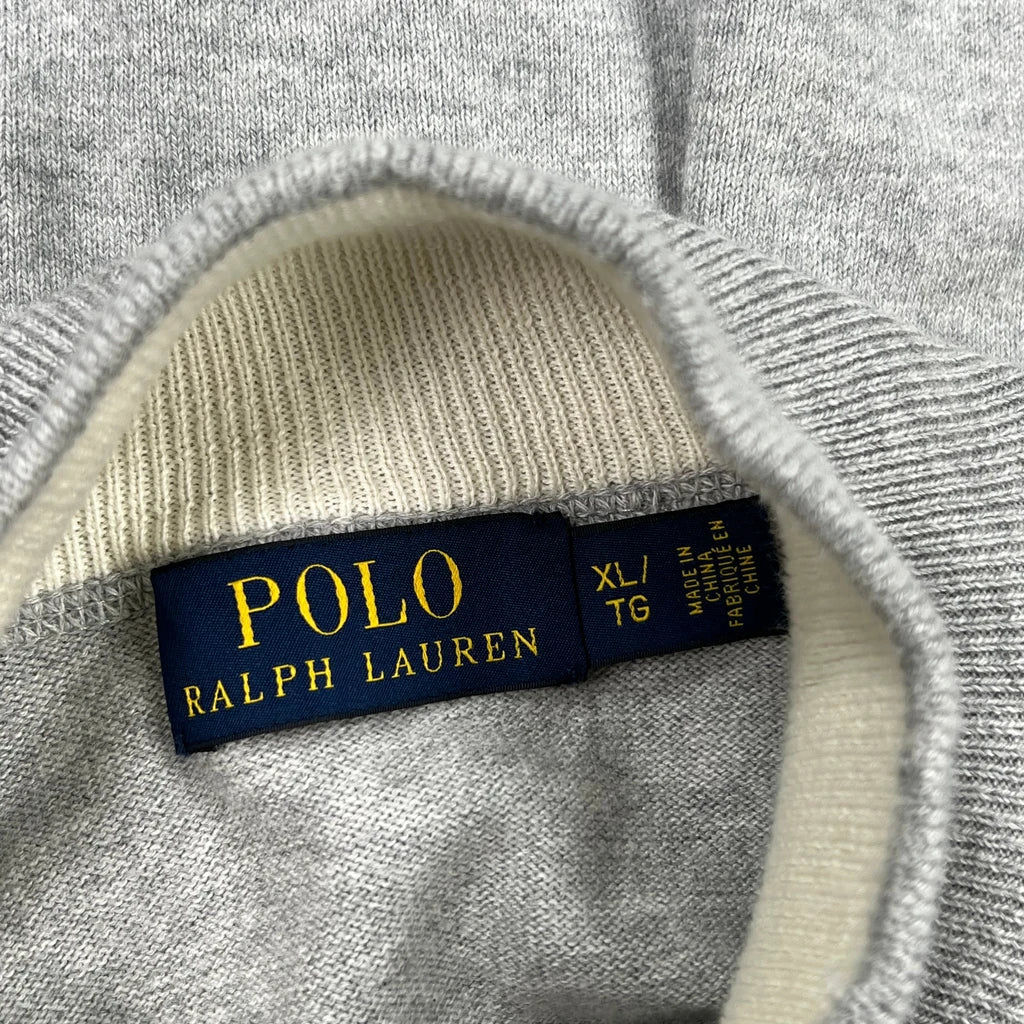 POLO
RALPH LAUREN
XL/
TG
MADE IN
CHINA
FABRIQUÉ EN
CHINE